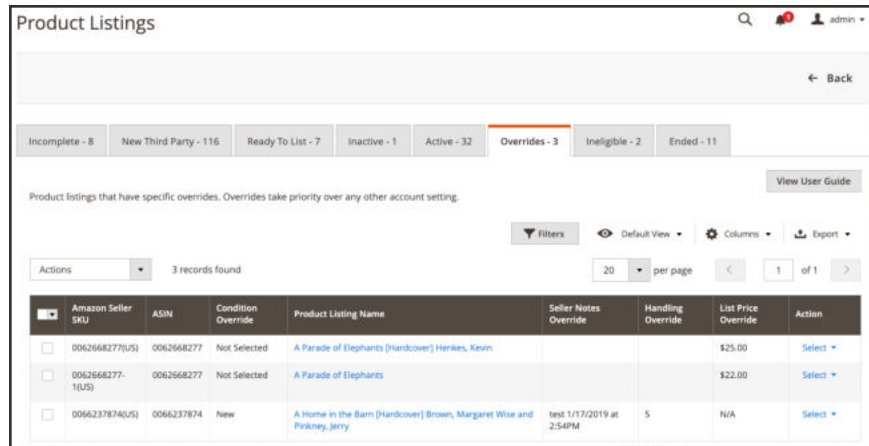 Product Listings
1
admin
← Back
Incomplete - 8 New Third Party - 116 Ready To List - 7 Inactive - 1 Active - 32 Overrides - 3 Ineligible - 2 Ended - 11
View User Guide
Product listings that have specific overrides. Overrides take priority over any other account setting.
Filters Default View Columns Export
Actions 3 records found 20 per page 1 of 1
Amazon Seller SKU ASIN Condition Override Product Listing Name Seller Notes Override Handling Override List Price Override Action
0062668277(US) 0062668277 Not Selected A Parade of Elephants [Hardcover] Henkes, Kevin $25.00 Select
0062668277-
1(US) 0062668277 Not Selected A Parade of Elephants $22.00 Select
0066237874(US) 0066237874 New A Home in the Barn [Hardcover] Brown, Margaret Wise and
Pinkney, Jerry test 1/17/2019 at
2:54PM 5 N/A Select